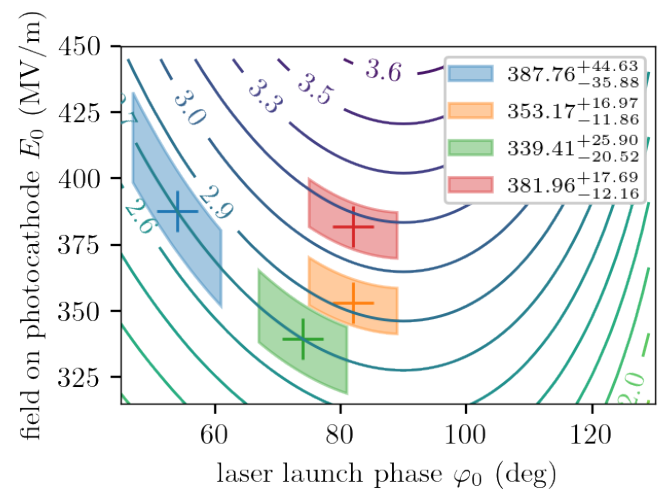 field on photocathode E₀ (MV/m)
450
425
400
375
350
325
60
80
100
120
laser launch phase φ₀ (deg)
387.76 +44.63 −35.88
353.17 +16.97 −11.86
339.41 +25.90 −20.52
381.96 +17.69 −12.16
3.6
3.5
3.3
3.0
2.9
2.6
2.0